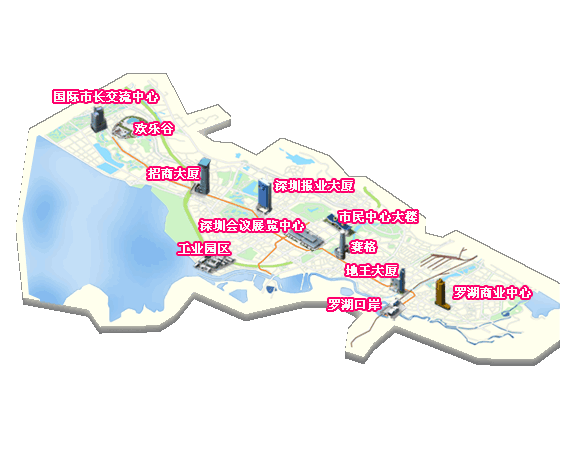 国际市长交流中心
欢乐谷
招商大厦
深圳报业大厦
市民中心大楼
深圳会议展览中心
赛格
工业园区
地王大厦
罗湖商业中心
罗湖口岸